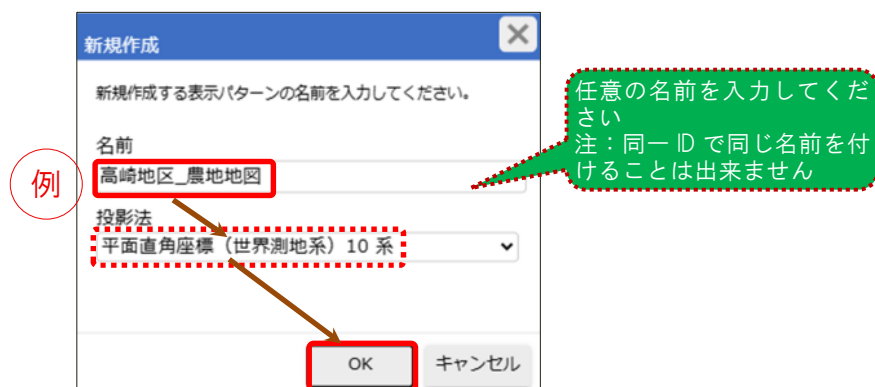 新規作成
新規作成する表示パターンの名前を入力してください。
名前
高崎地区_農地地図
例
投影法
平面直角座標（世界測地系）10 系
OK
キャンセル
任意の名前を入力してくだ
さい
注：同一 ID で同じ名前を付
けることは出来ません